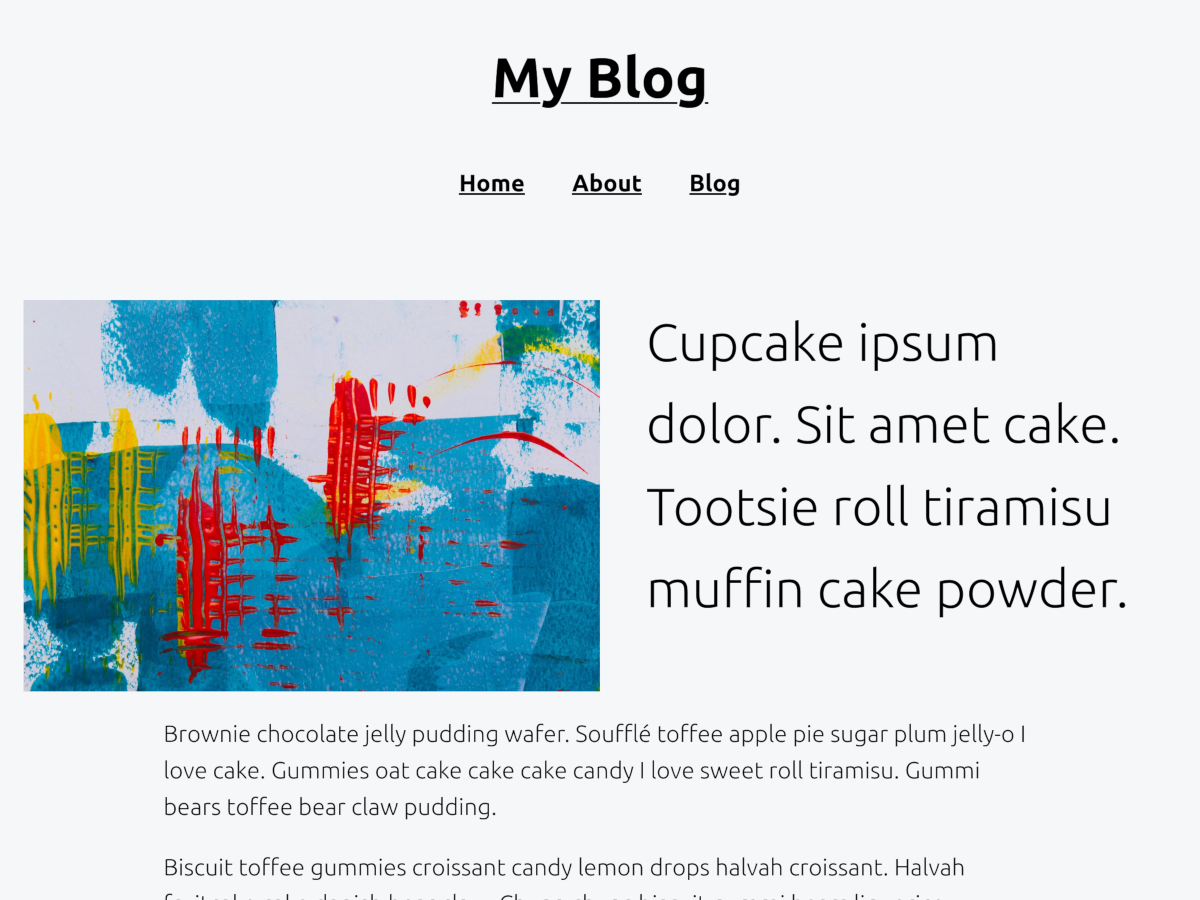 My Blog
Home About Blog
Cupcake ipsum
dolor. Sit amet cake.
Tootsie roll tiramisu
muffin cake powder.
Brownie chocolate jelly pudding wafer. Soufflé toffee apple pie sugar plum jelly-o I
love cake. Gummies oat cake cake cake candy I love sweet roll tiramisu. Gummi
bears toffee bear claw pudding.
Biscuit toffee gummies croissant candy lemon drops halvah croissant. Halvah